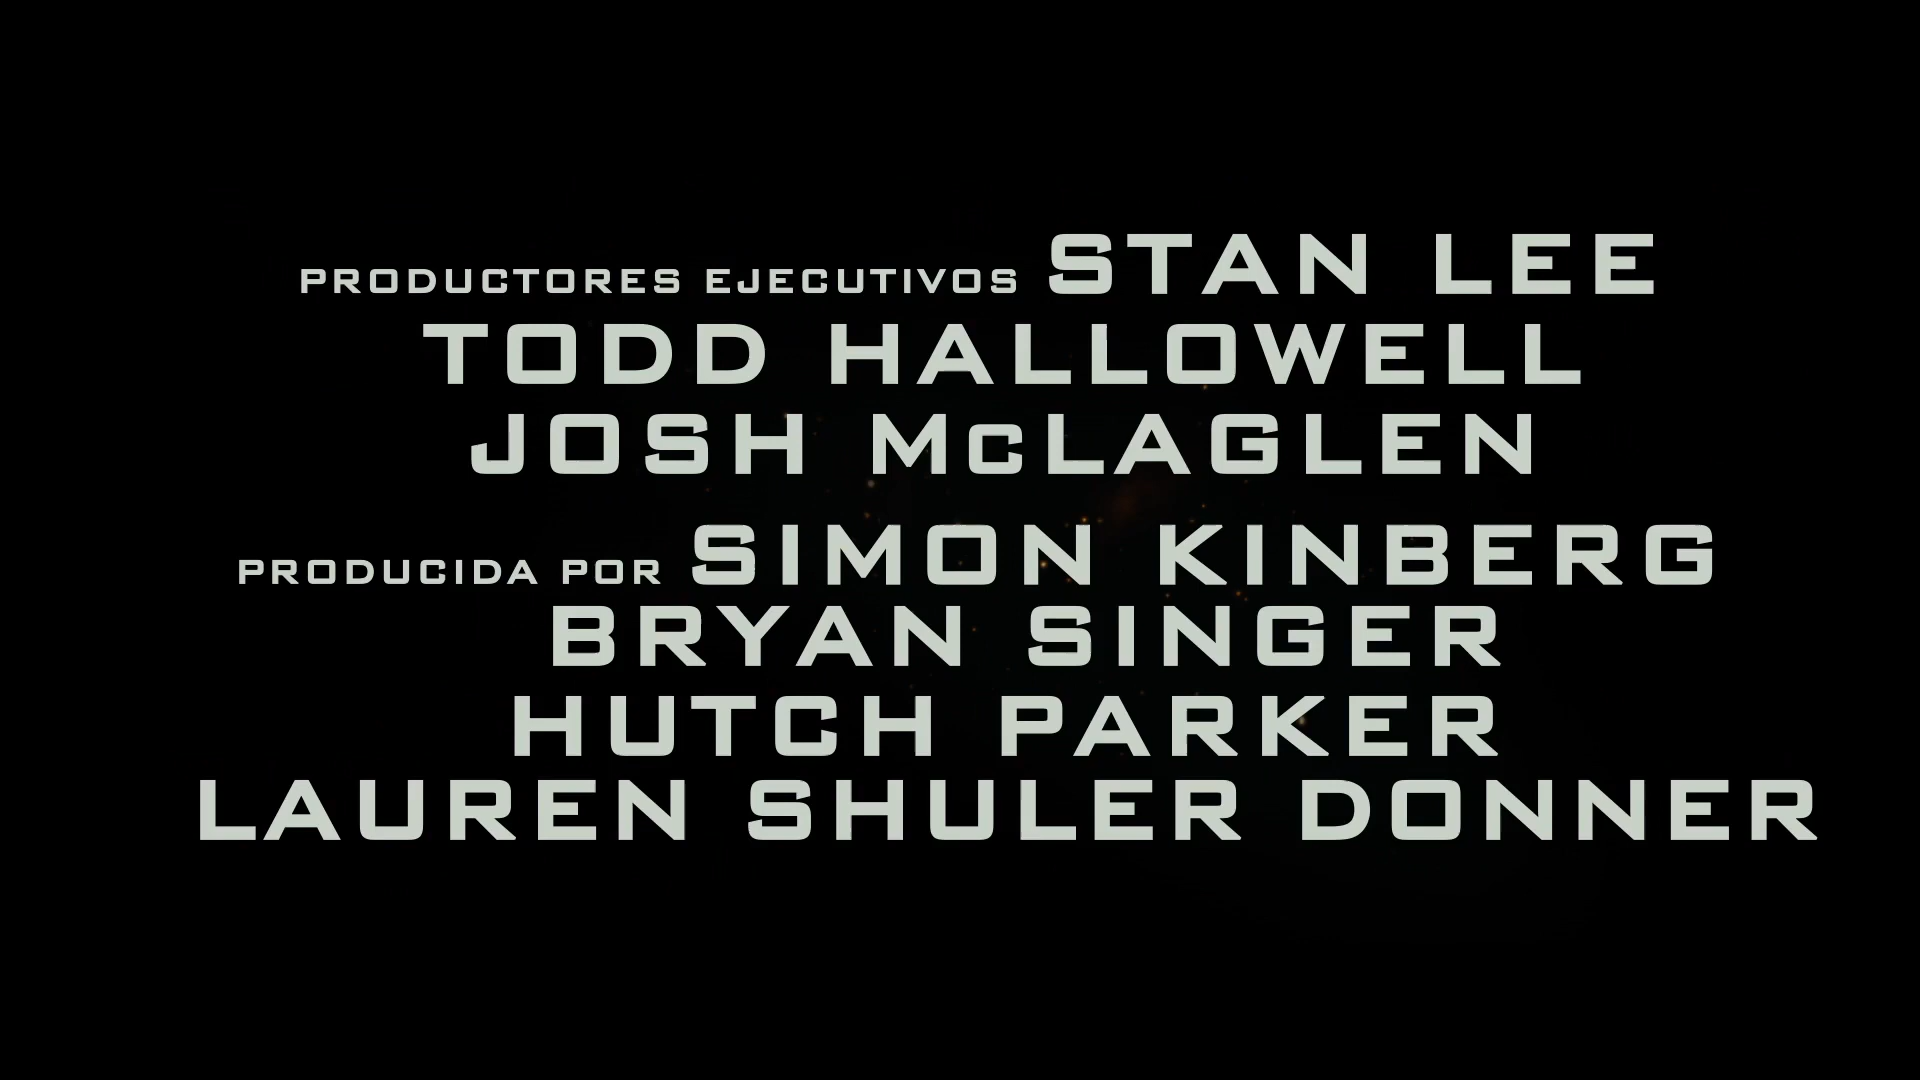 PRODUCTORES EJECUTIVOS STAN LEE
TODD HALLOWELL
JOSH McLAGLEN
PRODUCIDA POR SIMON KINBERG
BRYAN SINGER
HUTCH PARKER
LAUREN SHULER DONNER